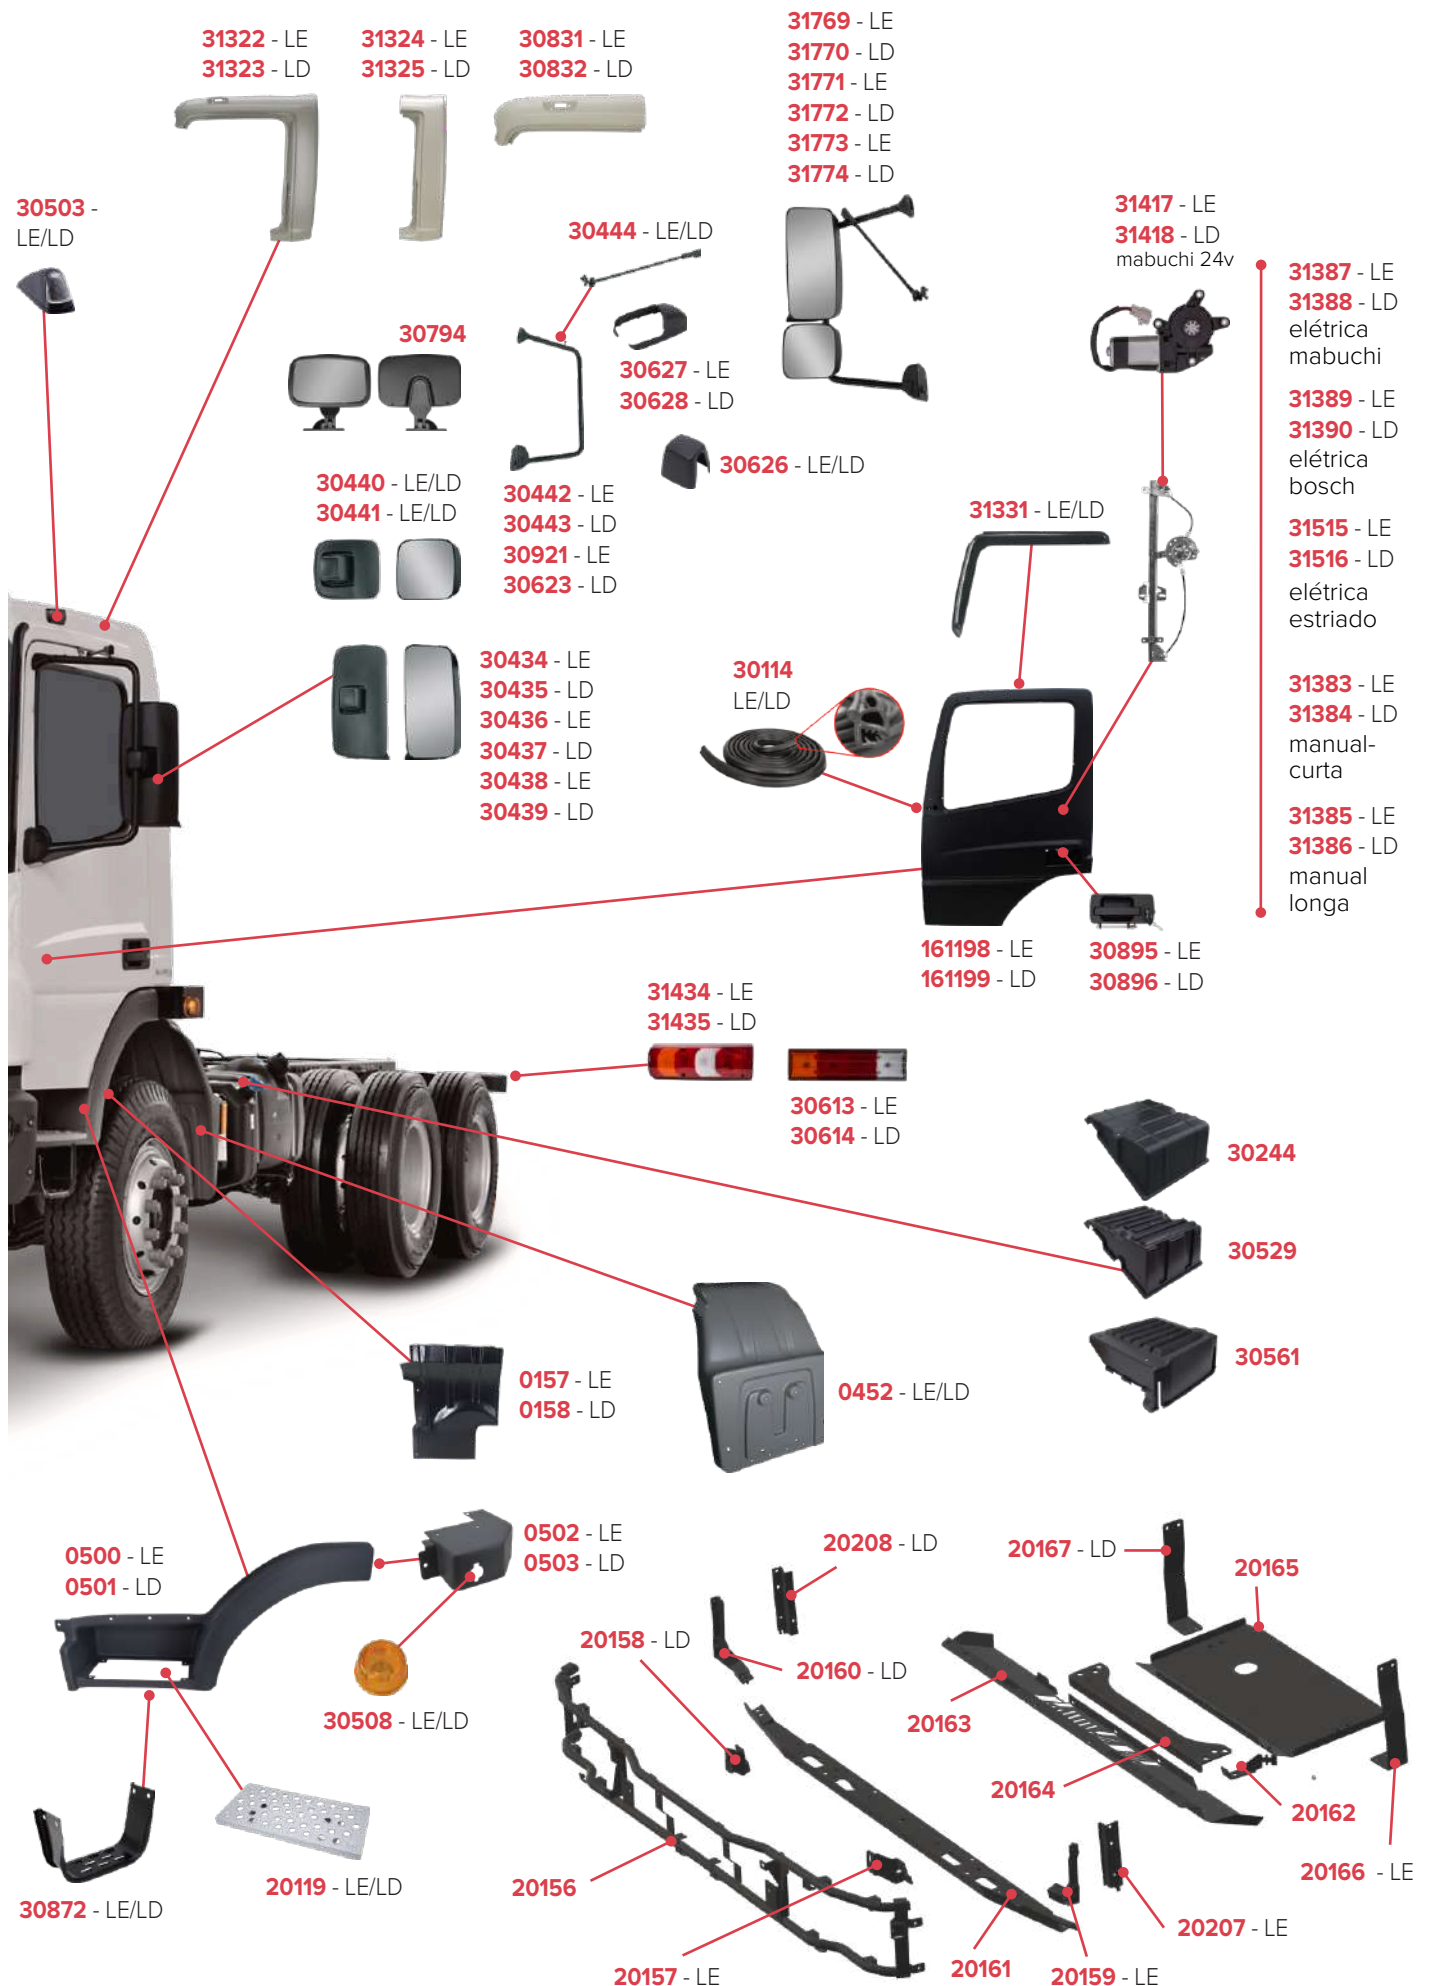 31322 - LE
31323 - LD
31324 - LE
31325 - LD
30831 - LE
30832 - LD
31769 - LE
31770 - LD
31771 - LE
31772 - LD
31773 - LE
31774 - LD
30503 -
LE/LD
30444 - LE/LD
31417 - LE
31418 - LD
mabuchi 24v
31387 - LE
31388 - LD
elétrica
mabuchi
31389 - LE
31390 - LD
elétrica
bosch
31515 - LE
31516 - LD
elétrica
estriado
31383 - LE
31384 - LD
manual-
curta
31385 - LE
31386 - LD
manual
longa
30794
30627 - LE
30628 - LD
30626 - LE/LD
30440 - LE/LD
30441 - LE/LD
30442 - LE
30443 - LD
30921 - LE
30623 - LD
31331 - LE/LD
30434 - LE
30435 - LD
30436 - LE
30437 - LD
30438 - LE
30439 - LD
30114
LE/LD
161198 - LE
161199 - LD
30895 - LE
30896 - LD
31434 - LE
31435 - LD
30613 - LE
30614 - LD
30244
30529
30561
0157 - LE
0158 - LD
0452 - LE/LD
0500 - LE
0501 - LD
0502 - LE
0503 - LD
30508 - LE/LD
30872 - LE/LD
20119 - LE/LD
20208 - LD
20158 - LD
20160 - LD
20167 - LD
20165
20163
20164
20162
20166 - LE
20156
20157 - LE
20161
20159 - LE
20207 - LE